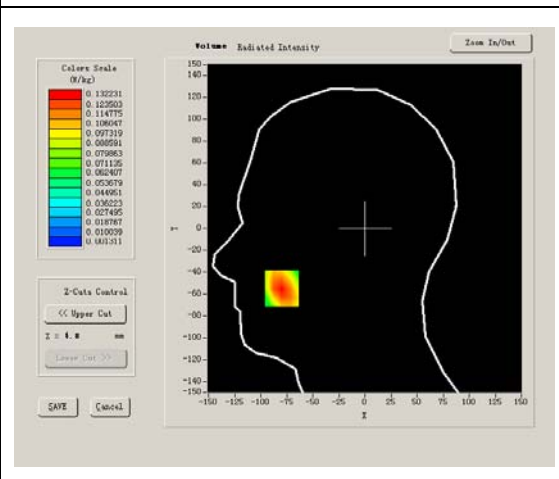 Volume Radiated Intensity
Zoom In/Out
Colors Scale
(W/kg)
0.132231
0.123503
0.114775
0.106047
0.097319
0.088591
0.079863
0.071135
0.062407
0.053679
0.044951
0.036223
0.027495
0.018767
0.010039
0.001311
Z-Cuts Control
<< Upper Cut
Z = 4.0 mm
Lower Cut >>
SAVE
Cancel
150
140
120
100
80
60
40
20
0
-20
-40
-60
-80
-100
-120
-140
-150
Y
-150 -125 -100 -75 -50 -25 0 25 50 75 100 125 150
X